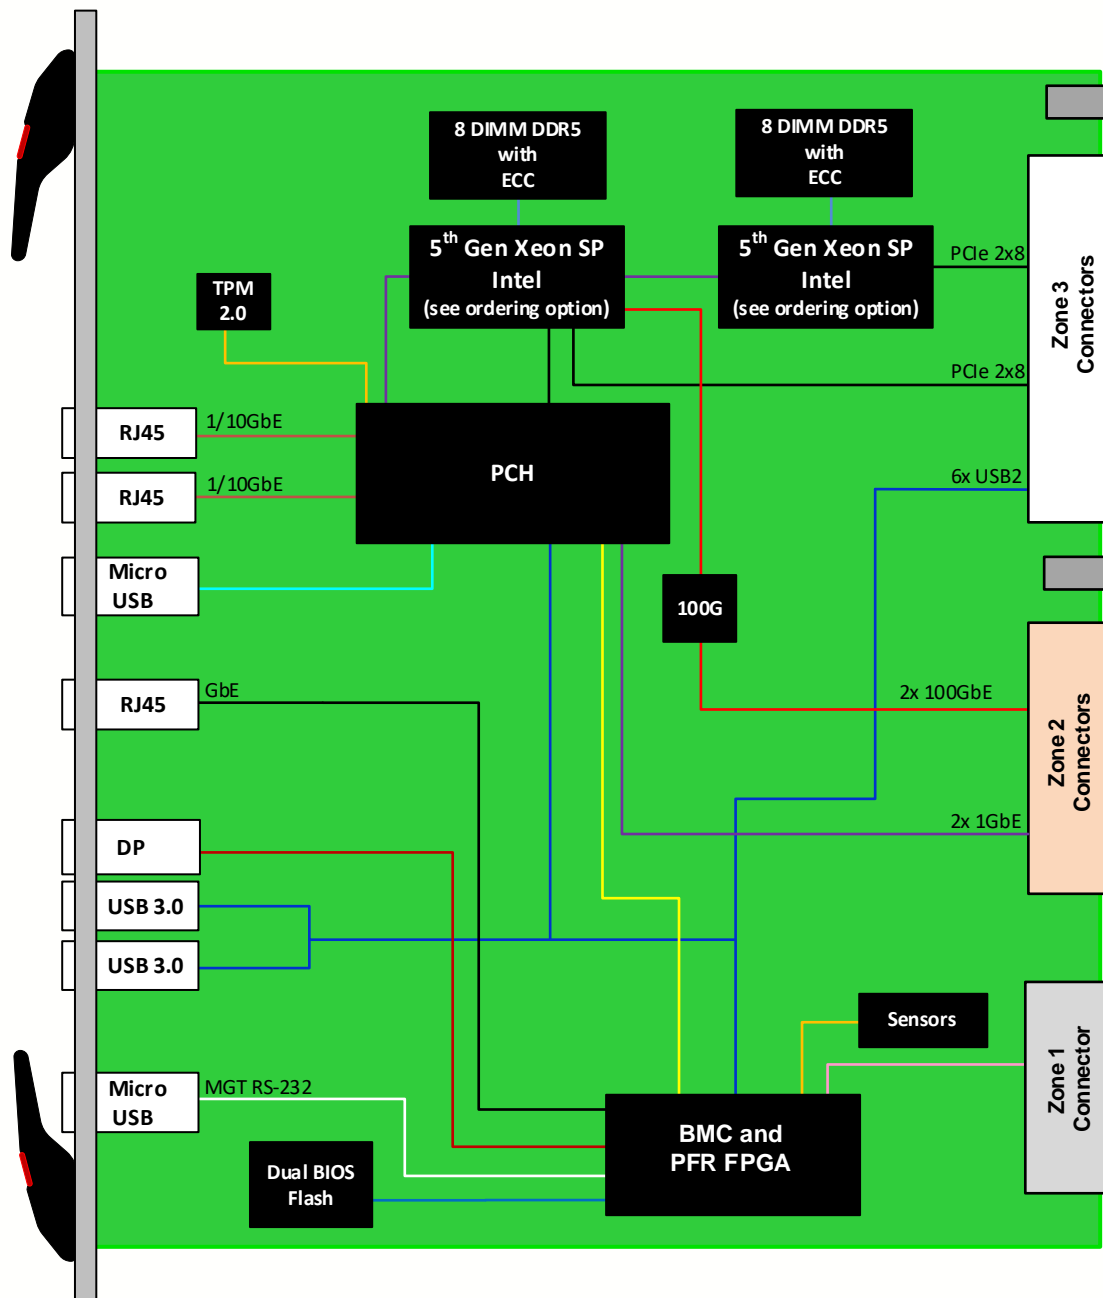 8 DIMM DDR5
with
ECC
8 DIMM DDR5
with
ECC
5th Gen Xeon SP
Intel
(see ordering option)
5th Gen Xeon SP
Intel
(see ordering option)
PCIe 2x8
Zone 3
Connectors
TPM
2.0
PCIe 2x8
RJ45
1/10GbE
PCH
RJ45
1/10GbE
6x USB2
Micro
USB
100G
RJ45
GbE
2x 100GbE
Zone 2
Connectors
2x 1GbE
DP
USB 3.0
USB 3.0
Sensors
Zone 1
Connector
Micro
USB
MGT RS-232
BMC and
PFR FPGA
Dual BIOS
Flash